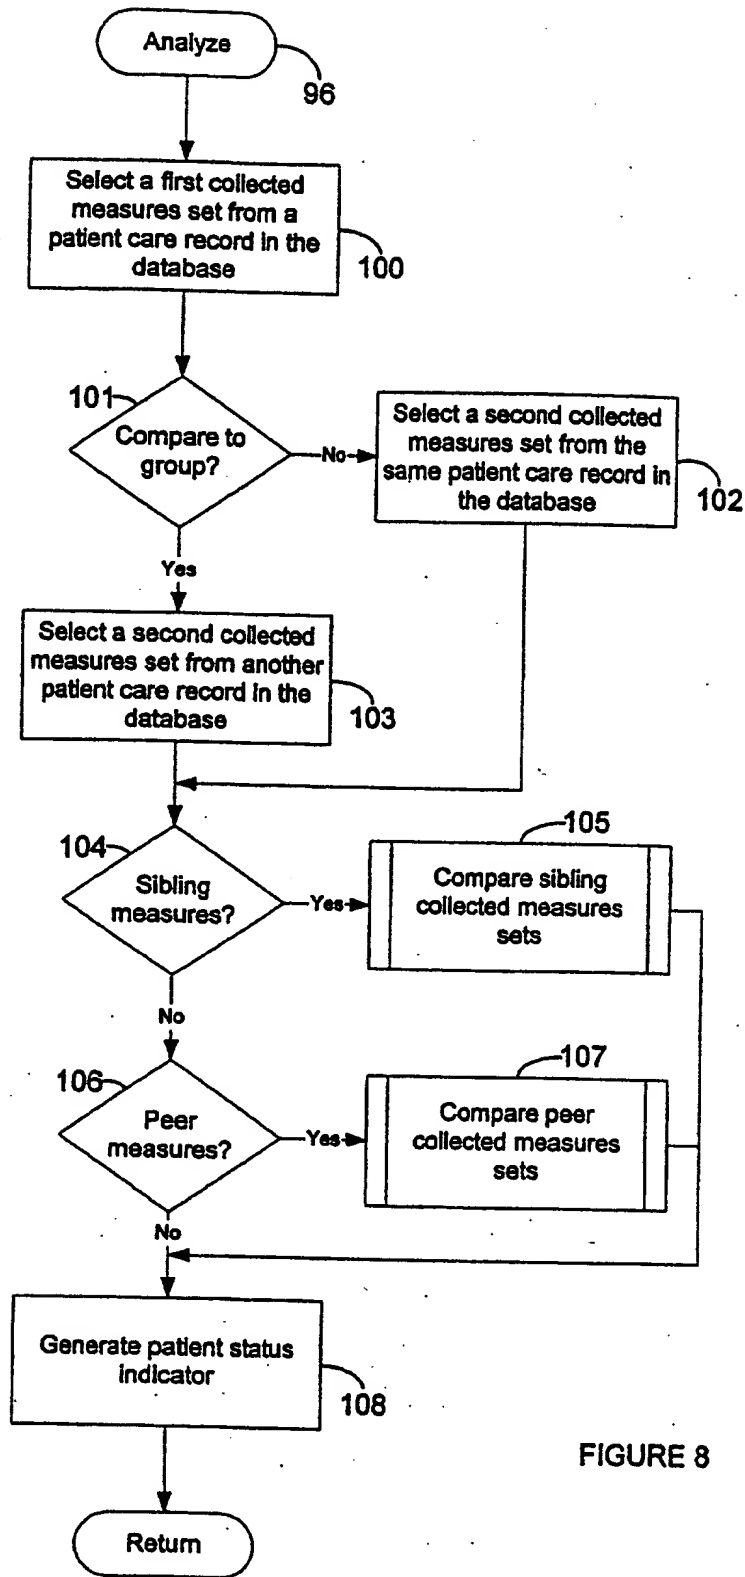 Analyze
96
Select a first collected
measures set from a
patient care record in the
database
100
101
Compare to
group?
No
Select a second collected
measures set from the
same patient care record in
the database
102
Yes
Select a second collected
measures set from another
patient care record in the
database
103
104
Sibling
measures?
Yes
105
Compare sibling
collected measures
sets
No
106
Peer
measures?
Yes
107
Compare peer
collected measures
sets
No
Generate patient status
indicator
108
FIGURE 8
Return